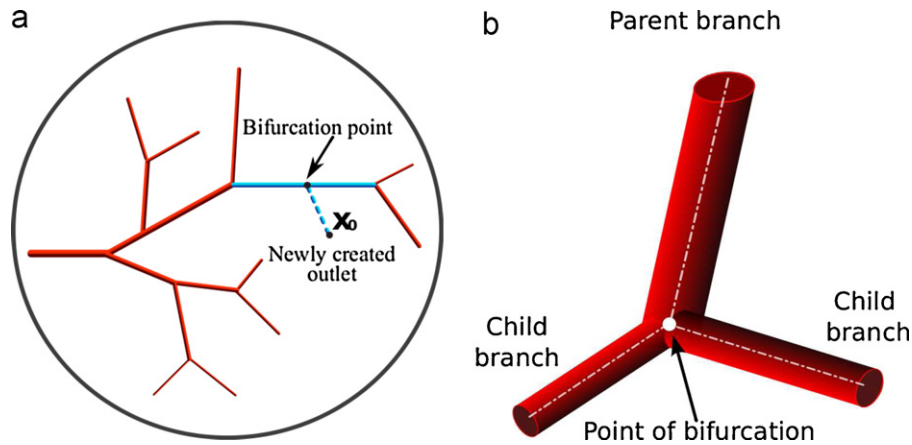 a
Bifurcation point
X₀
Newly created
outlet
b
Parent branch
Child
branch
Child
branch
Point of bifurcation